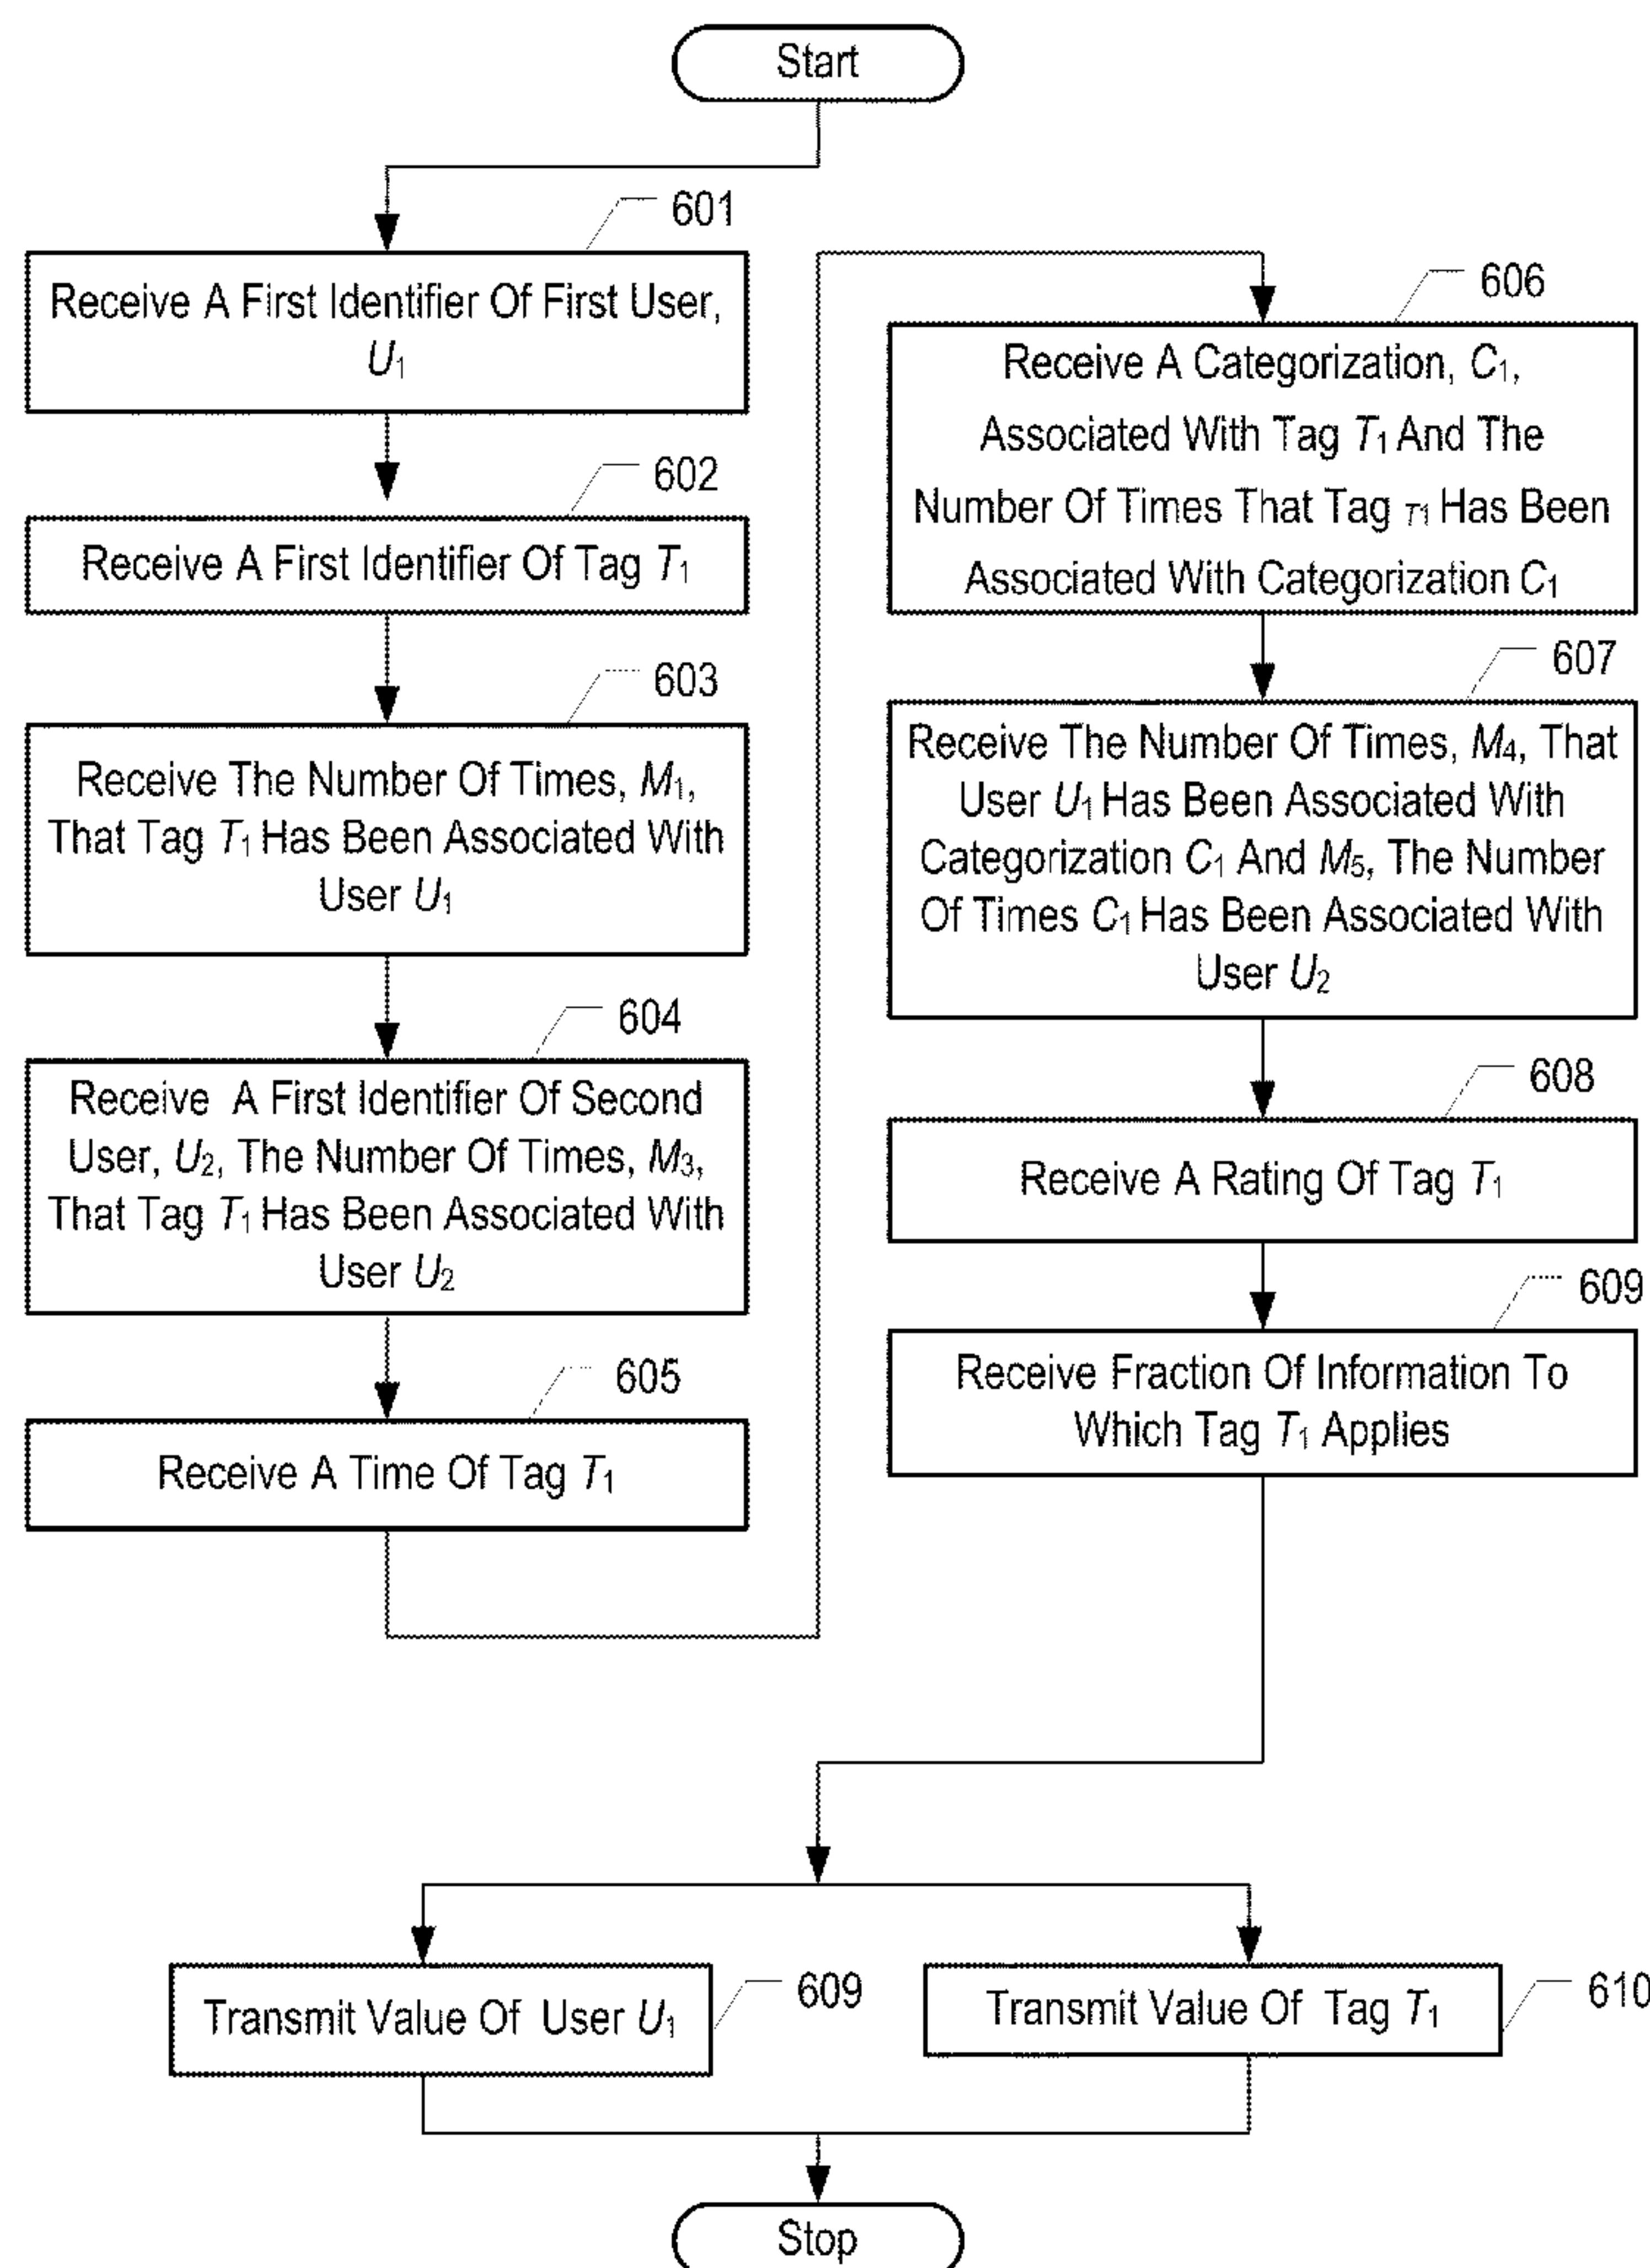 Start
601
Receive A First Identifier Of First User,
U1
602
Receive A First Identifier Of Tag T1
603
Receive The Number Of Times, M1,
That Tag T1 Has Been Associated With
User U1
604
Receive A First Identifier Of Second
User, U2, The Number Of Times, M3,
That Tag T1 Has Been Associated With
User U2
605
Receive A Time Of Tag T1
606
Receive A Categorization, C1,
Associated With Tag T1 And The
Number Of Times That Tag T1 Has Been
Associated With Categorization C1
607
Receive The Number Of Times, M4, That
User U1 Has Been Associated With
Categorization C1 And M5, The Number
Of Times C1 Has Been Associated With
User U2
608
Receive A Rating Of Tag T1
609
Receive Fraction Of Information To
Which Tag T1 Applies
Transmit Value Of User U1
609
Transmit Value Of Tag T1
610
Stop